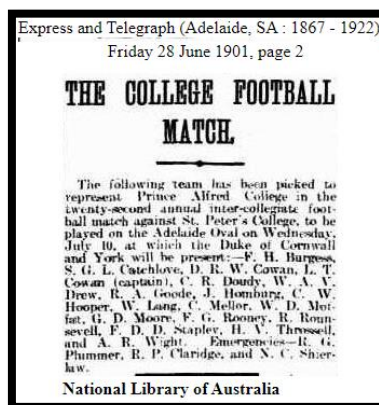 Express and Telegraph (Adelaide, SA : 1867 - 1922)
Friday 28 June 1901, page 2
THE COLLEGE FOOTBALL
MATCH.
The following team has been picked to
represent Prince Alfred College in the
twenty-second annual inter-collegiate foot-
ball match against St. Peter's College, to be
played on the Adelaide Oval on Wednesday,
July 10, at which the Duke of Cornwall
and York will be present:—F. H. Burgess,
S. G. L. Catchlove, D. R. W. Cowan, L. T.
Cowan (captain), C. R. Doudy, W. A. V.
Drew, R. A. Goode, J. Homburg, C. W.
Hooper, W. Lang, C. Mellor, W. D. Mof-
fat, G. D. Moore, F. G. Rooney, R. Roun-
sevell, F. D. D. Stapley, H. V. Throssell,
and A. R. Wight. Emergencies—R. G.
Plummer, R. P. Claridge, and N. C. Shier-
law.
National Library of Australia